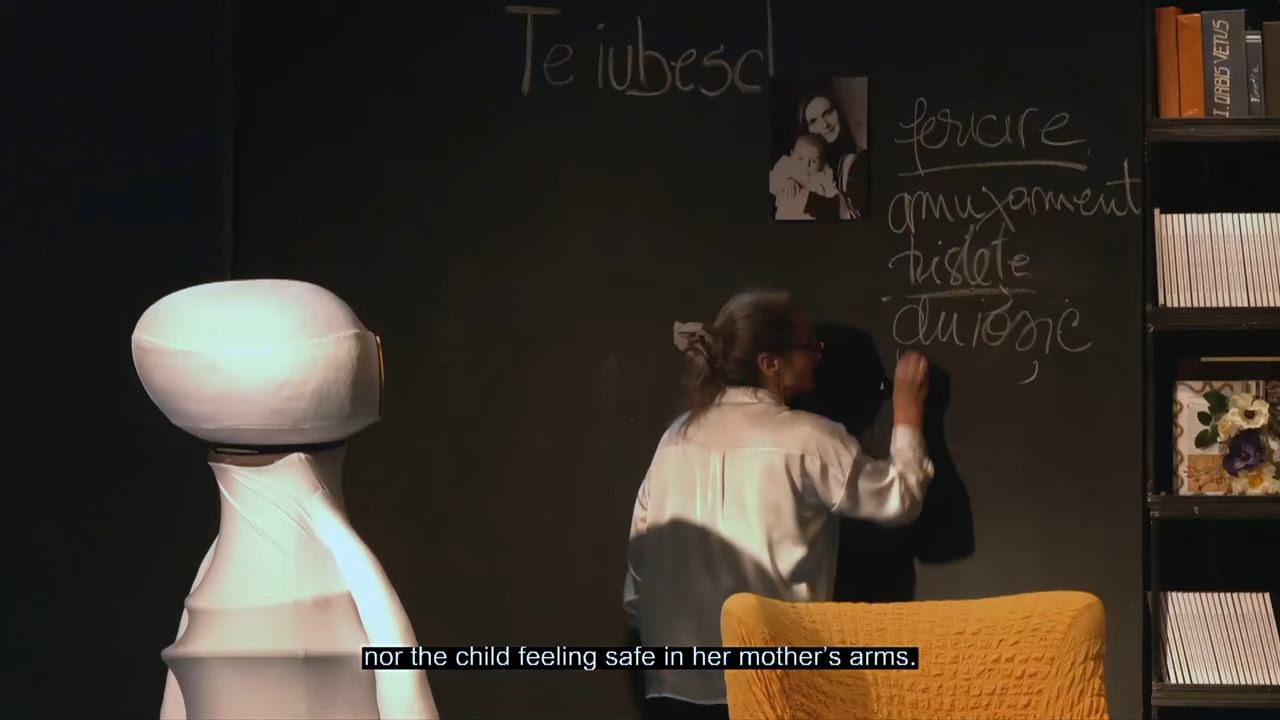 Te iubesc
fericire
amuzament
tristețe
duioșie
I. ORBIS VETUS
nor the child feeling safe in her mother's arms.